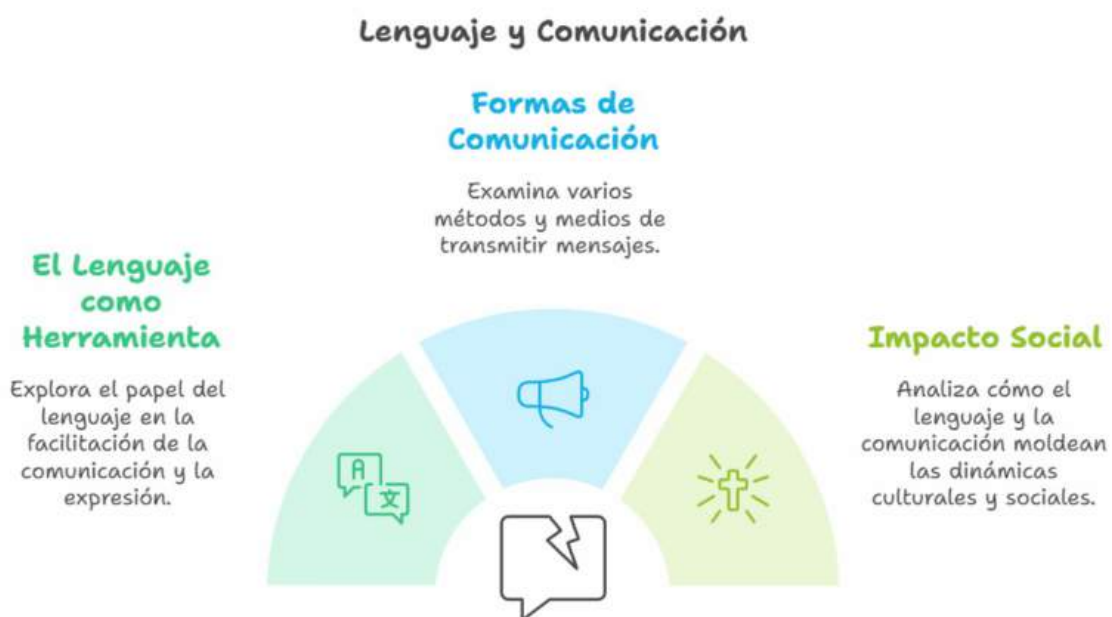 Lenguaje y Comunicación
Formas de
Comunicación
Examina varios
métodos y medios de
transmitir mensajes.
El Lenguaje
como
Herramienta
Explora el papel del
lenguaje en la
facilitación de la
comunicación y la
expresión.
Impacto Social
Analiza cómo el
lenguaje y la
comunicación moldean
las dinámicas
culturales y sociales.
A
文